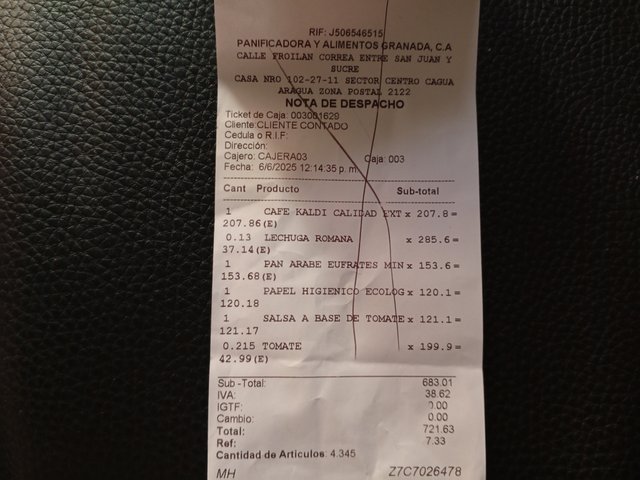 RIF: J506546515
PANIFICADORA Y ALIMENTOS GRANADA, C.A
CALLE FROILAN CORREA ENTRE SAN JUAN Y
SUCRE
CASA NRO 102-27-11 SECTOR CENTRO CAGUA
ARAGUA ZONA POSTAL 2122
NOTA DE DESPACHO
Ticket de Caja: 003001629
Cliente:CLIENTE CONTADO
Cedula o R.I.F:
Dirección:
Cajero: CAJERA03 Caja: 003
Fecha: 6/6/2025 12:14:35 p. m.
Cant Producto Sub-total
1 CAFE KALDI CALIDAD EXT x 207.8=
207.86(E)
0.13 LECHUGA ROMANA x 285.6=
37.14(E)
1 PAN ARABE EUFRATES MIN x 153.6=
153.68(E)
1 PAPEL HIGIENICO ECOLOG x 120.1=
120.18
1 SALSA A BASE DE TOMATE x 121.1=
121.17
0.215 TOMATE x 199.9=
42.99(E)
Sub-Total: 683.01
IVA: 38.62
IGTF: 0.00
Cambio: 0.00
Total: 721.63
Ref: 7.33
Cantidad de Articulos: 4.345
MH Z7C7026478